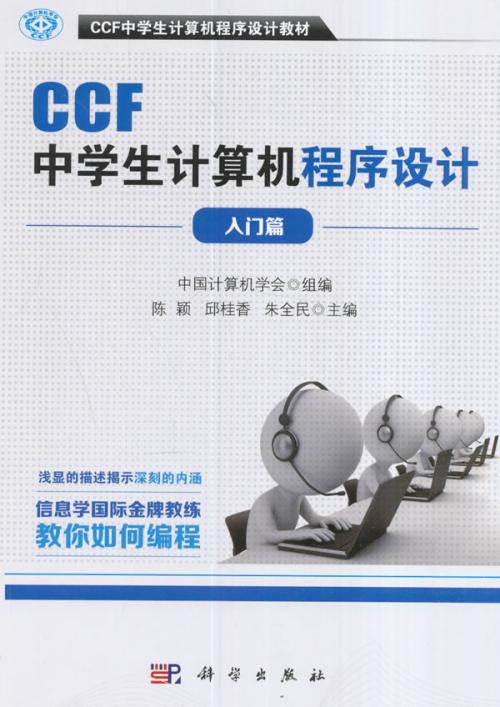 CCF中学生计算机程序设计教材
CCF
中学生计算机程序设计
入门篇
中国计算机学会◎组编
陈 颖 邱桂香 朱全民◎主编
浅显的描述揭示深刻的内涵
信息学国际金牌教练
教你如何编程
SP 科学出版社